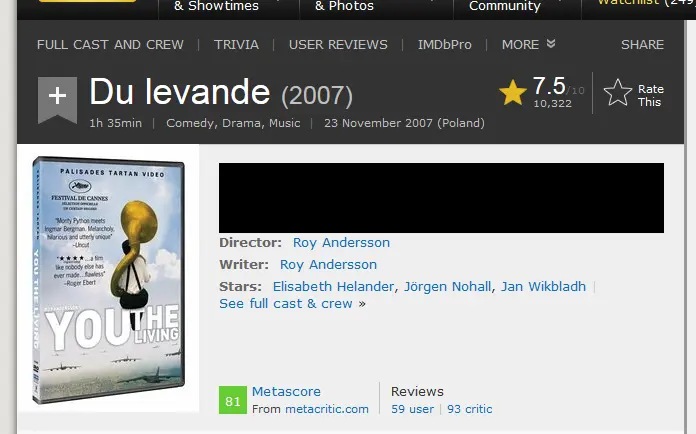 & Showtimes
& Photos
Community
Watchlist (249)
FULL CAST AND CREW | TRIVIA | USER REVIEWS | IMDbPro | MORE | SHARE
Du levande (2007)
7.5/10
10,322
Rate
This
1h 35min | Comedy, Drama, Music | 23 November 2007 (Poland)
PALISADES TARTAN VIDEO
FESTIVAL DE CANNES
"Monty Python meets
Ingmar Bergman. Melancholy,
hilarious and utterly unique"
–Uncut
"★★★★...a film
like nobody else has
ever made...flawless"
–Roger Ebert
YOU THE LIVING
YOU THE LIVING
Director: Roy Andersson
Writer: Roy Andersson
Stars: Elisabeth Helander, Jörgen Nohall, Jan Wikbladh |
See full cast & crew »
81
Metascore
From metacritic.com
Reviews
59 user | 93 critic